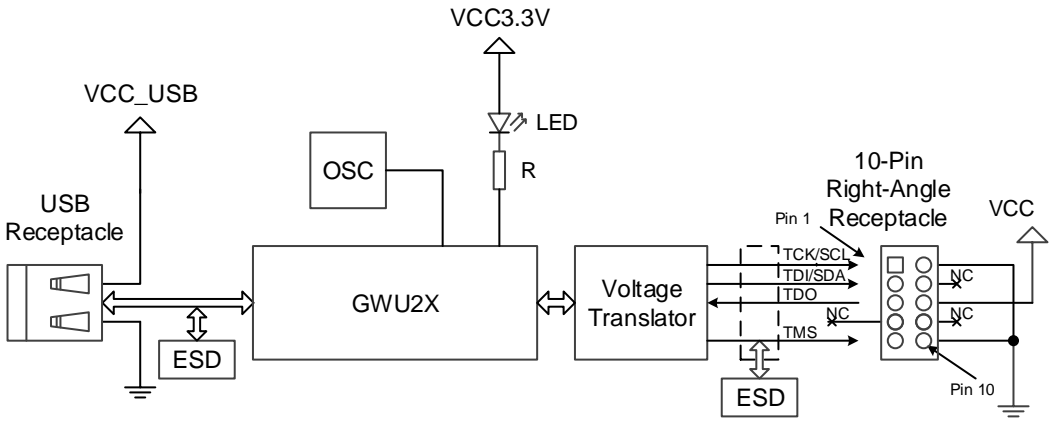 VCC3.3V
VCC_USB
LED
OSC
R
10-Pin
Right-Angle
Receptacle
USB
Receptacle
VCC
Pin 1
TCK/SCL
TDI/SDA
NC
GWU2X
Voltage
Translator
TDO
NC
NC
TMS
ESD
Pin 10
ESD